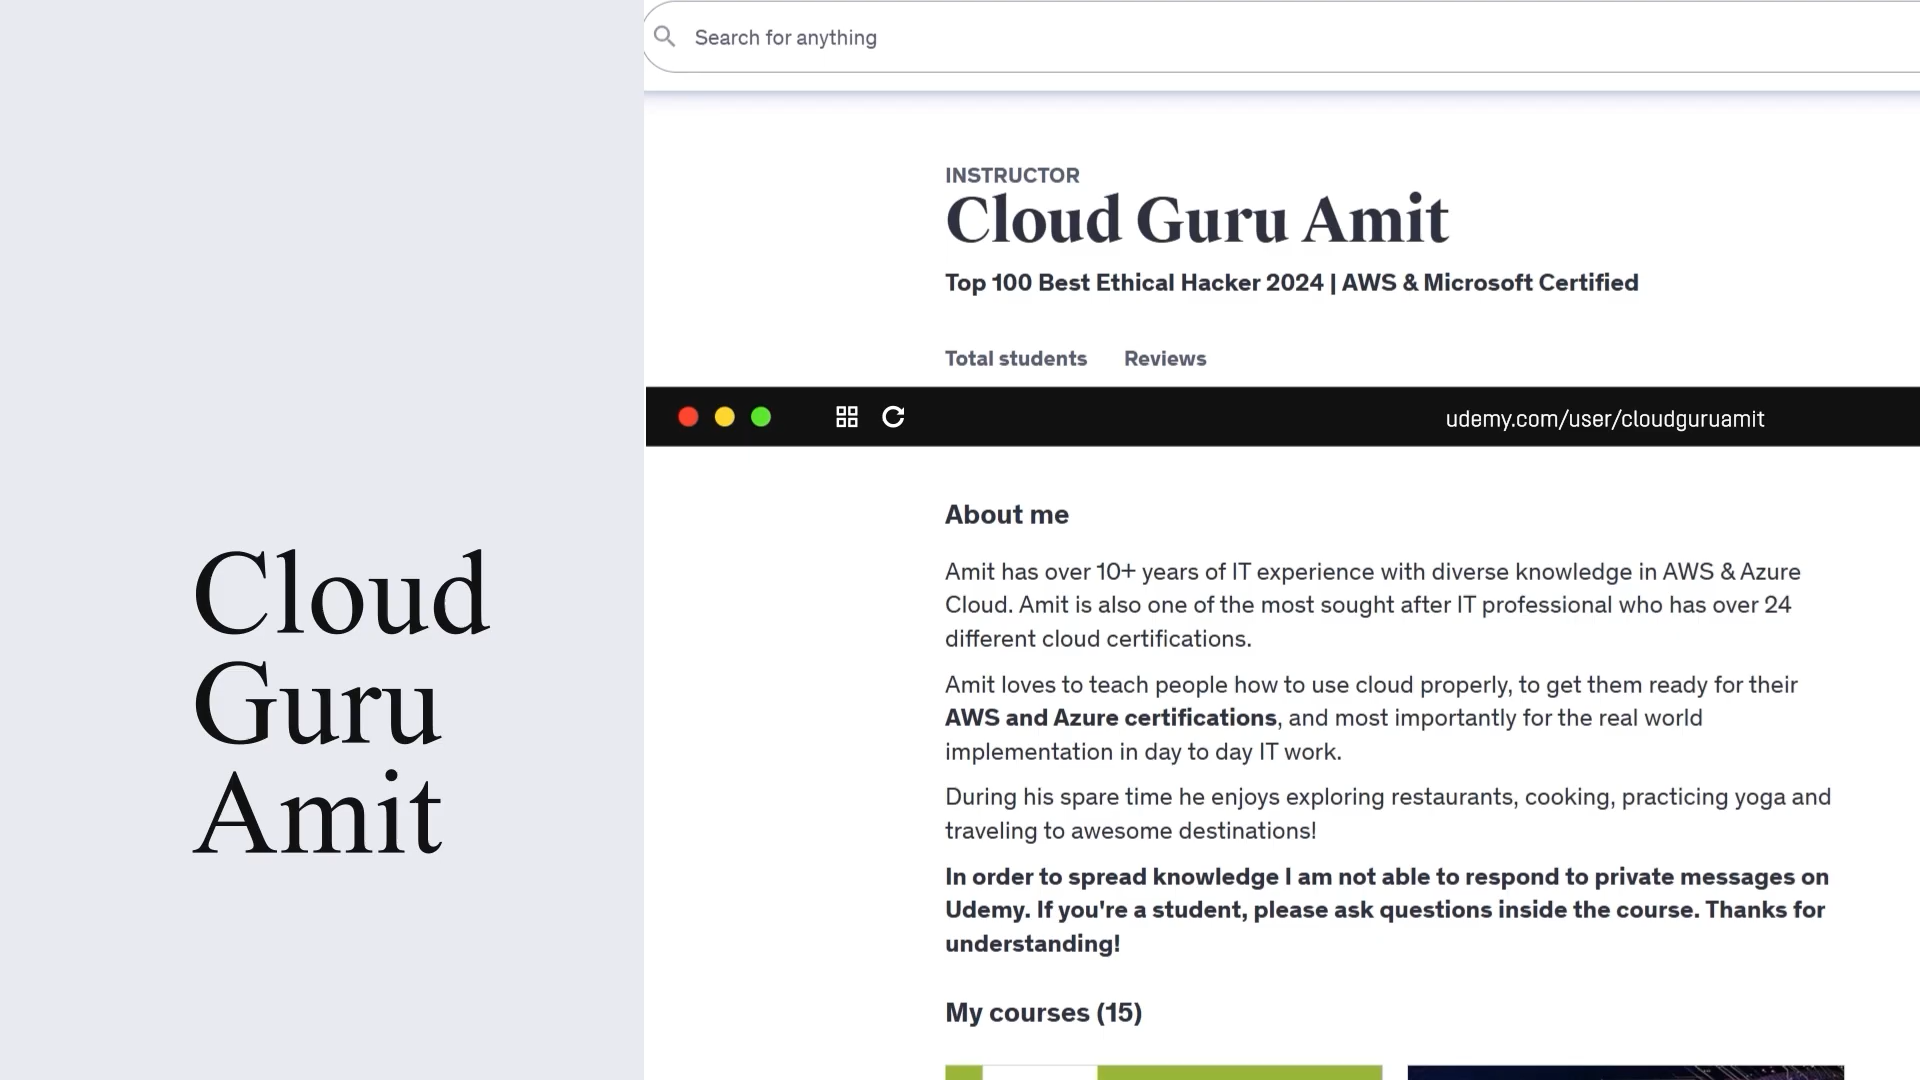 Cloud
Guru
Amit
Search for anything
INSTRUCTOR
Cloud Guru Amit
Top 100 Best Ethical Hacker 2024 | AWS & Microsoft Certified
Total students Reviews
udemy.com/user/cloudguruamit
About me
Amit has over 10+ years of IT experience with diverse knowledge in AWS & Azure
Cloud. Amit is also one of the most sought after IT professional who has over 24
different cloud certifications.
Amit loves to teach people how to use cloud properly, to get them ready for their
AWS and Azure certifications, and most importantly for the real world
implementation in day to day IT work.
During his spare time he enjoys exploring restaurants, cooking, practicing yoga and
traveling to awesome destinations!
In order to spread knowledge I am not able to respond to private messages on
Udemy. If you're a student, please ask questions inside the course. Thanks for
understanding!
My courses (15)